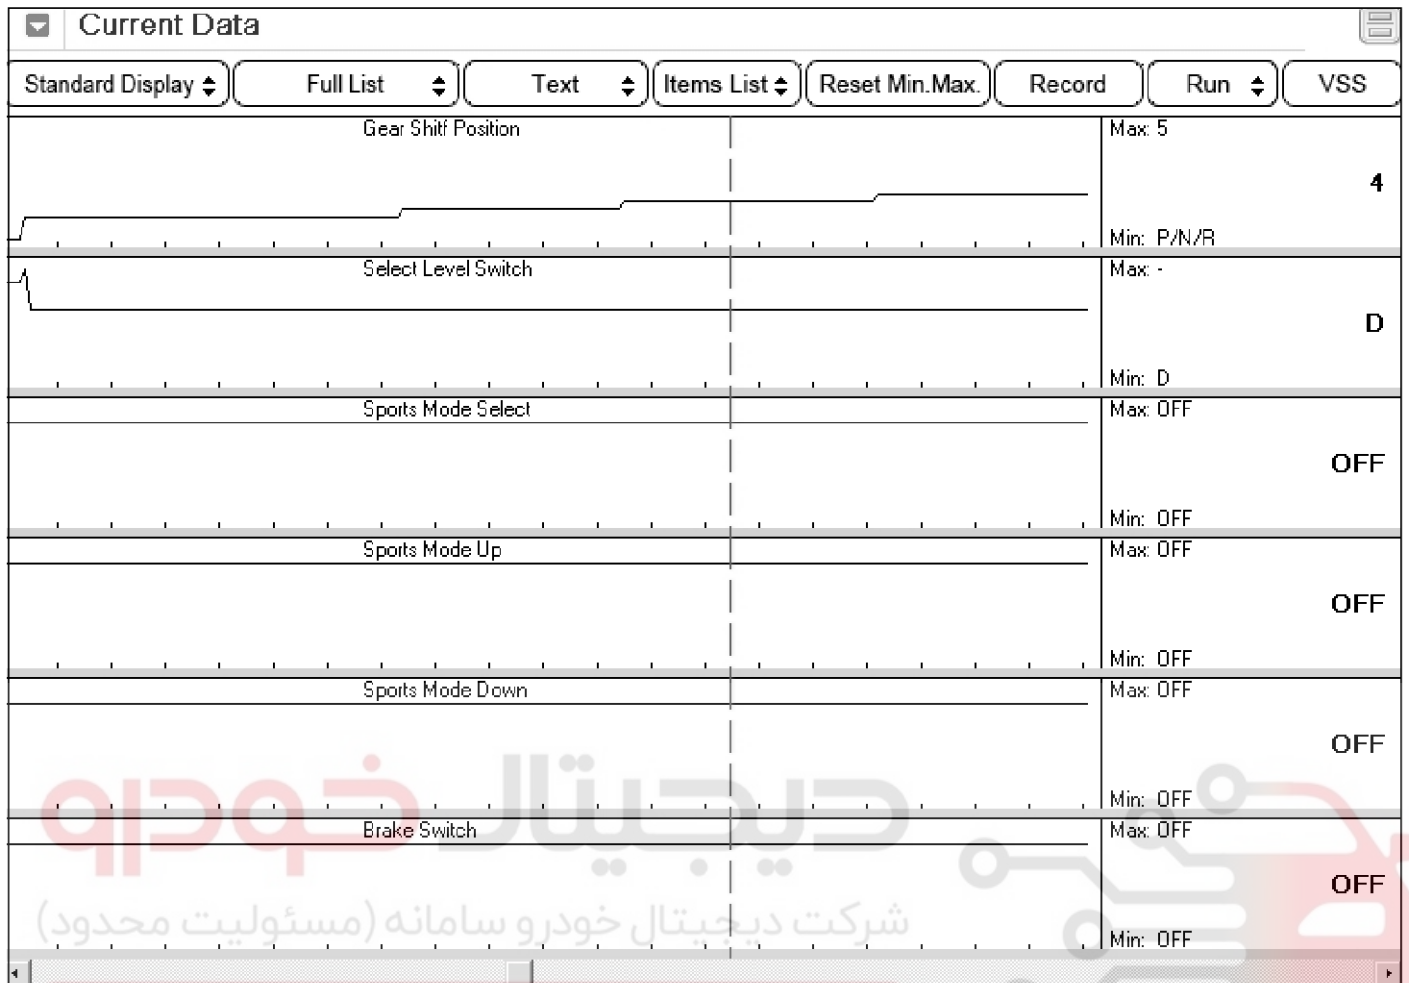 Current Data
Standard Display Full List Text Items List Reset Min.Max. Record Run VSS
Gear Shitf Position Max: 5
4
Min: P/N/R
Select Level Switch Max: -
D
Min: D
Sports Mode Select Max: OFF
OFF
Min: OFF
Sports Mode Up Max: OFF
OFF
Min: OFF
Sports Mode Down Max: OFF
OFF
Min: OFF
دیجیتال خودرو
Brake Switch Max: OFF
OFF
شرکت دیجیتال خودرو سامانه (مسئولیت محدود)
Min: OFF